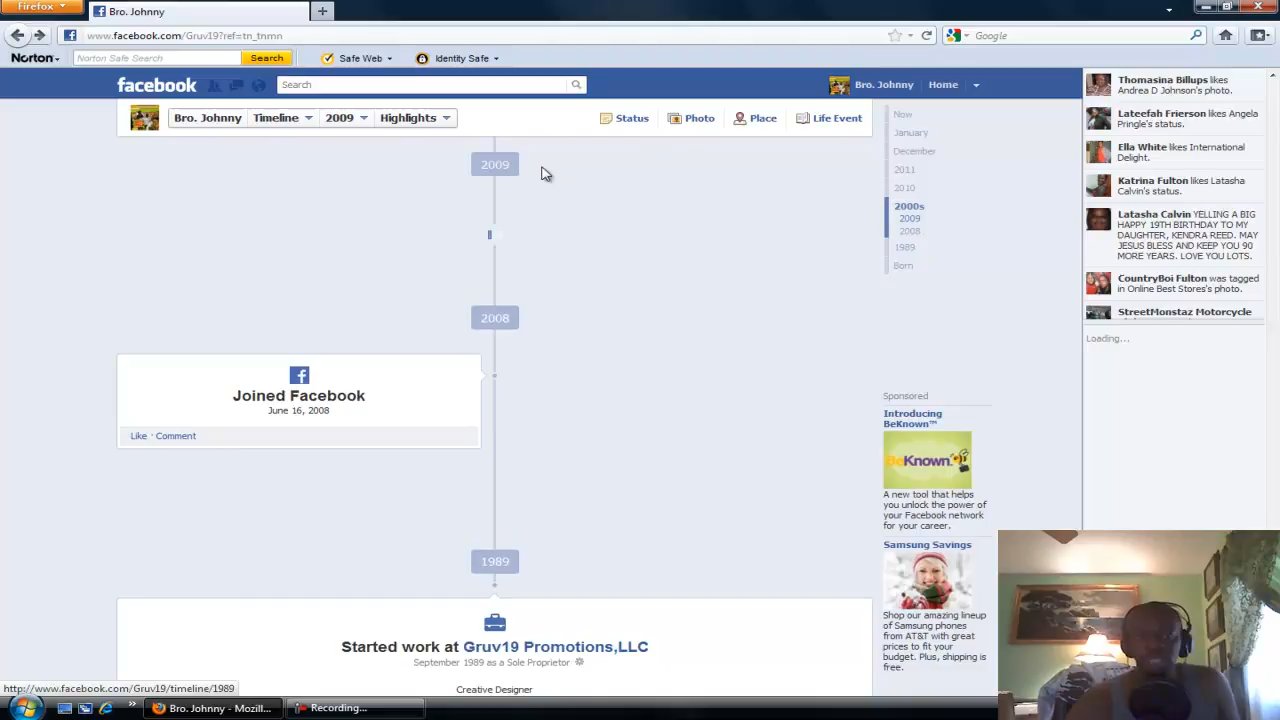 Firefox
Bro. Johnny
www.facebook.com/Gruv19?ref=tn_tnmn
Google
Norton
Norton Safe Search
Search
Safe Web
Identity Safe
facebook
Search
Bro. Johnny
Home
Bro. Johnny
Timeline
2009
Highlights
Status
Photo
Place
Life Event
2009
2008
Joined Facebook
June 16, 2008
Like · Comment
1989
Started work at Gruv19 Promotions,LLC
September 1989 as a Sole Proprietor
Creative Designer
Now
January
December
2011
2010
2000s
2009
2008
1989
Born
Sponsored
Introducing
BeKnown™
BeKnown
A new tool that helps
you unlock the power of
your Facebook network
for your career.
Samsung Savings
Shop our amazing lineup
of Samsung phones
from AT&T with great
prices to fit your
budget. Plus, shipping is
free.
Thomasina Billups likes
Andrea D Johnson's photo.
Lateefah Frierson likes Angela
Pringle's status.
Ella White likes International
Delight.
Katrina Fulton likes Latasha
Calvin's status.
Latasha Calvin YELLING A BIG
HAPPY 19TH BIRTHDAY TO MY
DAUGHTER, KENDRA REED. MAY
JESUS BLESS AND KEEP YOU 90
MORE YEARS. LOVE YOU LOTS.
CountryBoi Fulton was tagged
in Online Best Stores's photo.
StreetMonstaz Motorcycle
Loading...
http://www.facebook.com/Gruv19/timeline/1989
Bro. Johnny - Mozill...
Recording...